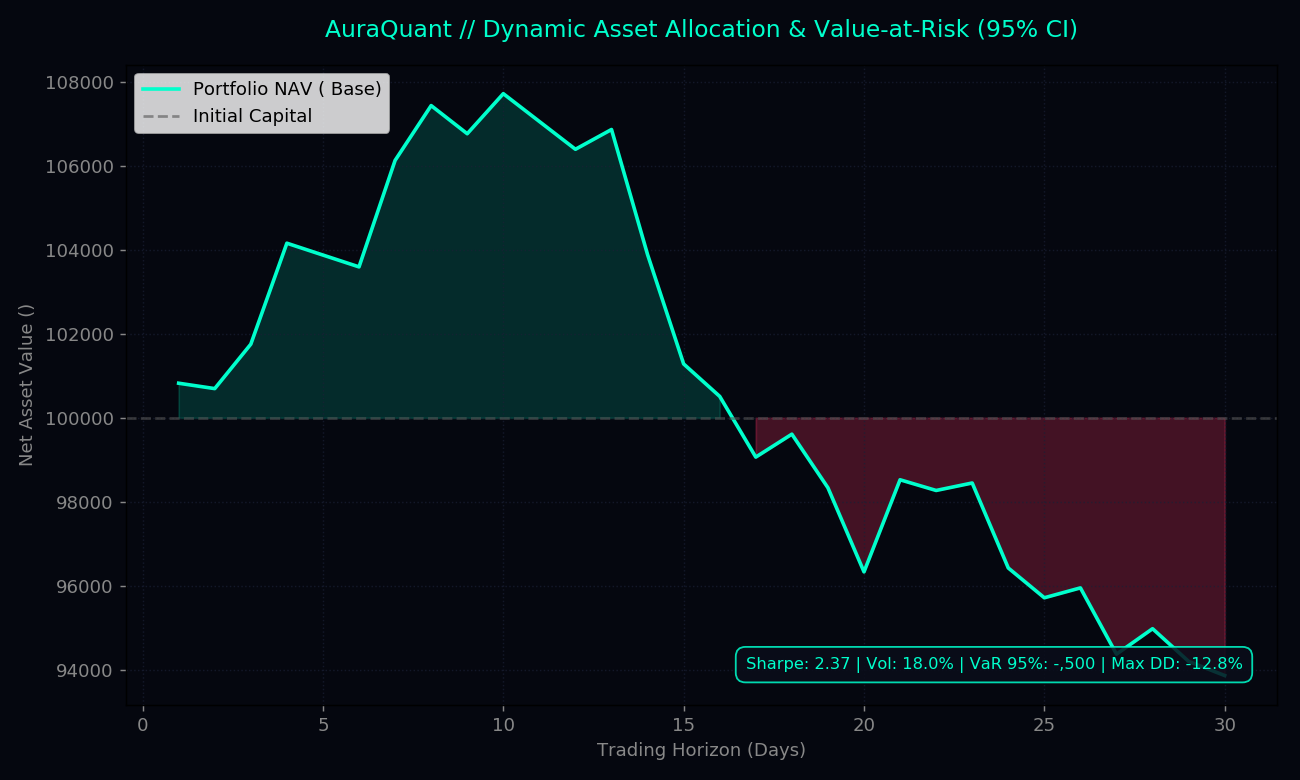 AuraQuant // Dynamic Asset Allocation & Value-at-Risk (95% CI)
Portfolio NAV ( Base)
Initial Capital
Net Asset Value ()
108000
106000
104000
102000
100000
98000
96000
94000
Sharpe: 2.37 | Vol: 18.0% | VaR 95%: -,500 | Max DD: -12.8%
0
5
10
15
20
25
30
Trading Horizon (Days)